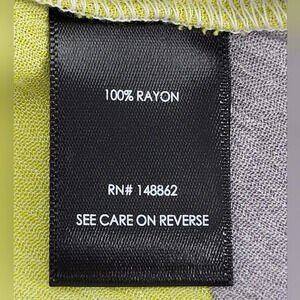 100% RAYON
RN# 148862
SEE CARE ON REVERSE